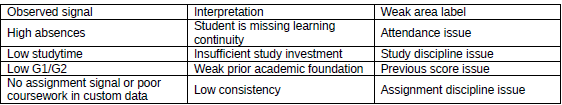 Observed signal Interpretation Weak area label
High absences Student is missing learning continuity Attendance issue
Low studytime Insufficient study investment Study discipline issue
Low G1/G2 Weak prior academic foundation Previous score issue
No assignment signal or poor coursework in custom data Low consistency Assignment discipline issue